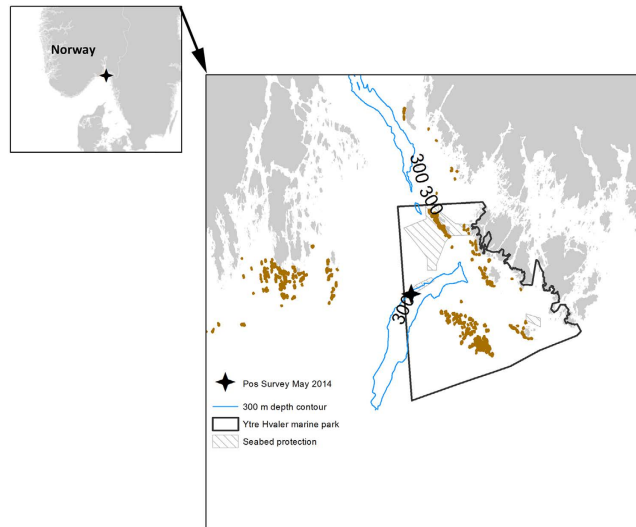 Norway
300
300
300
Pos Survey May 2014
300 m depth contour
Ytre Hvaler marine park
Seabed protection